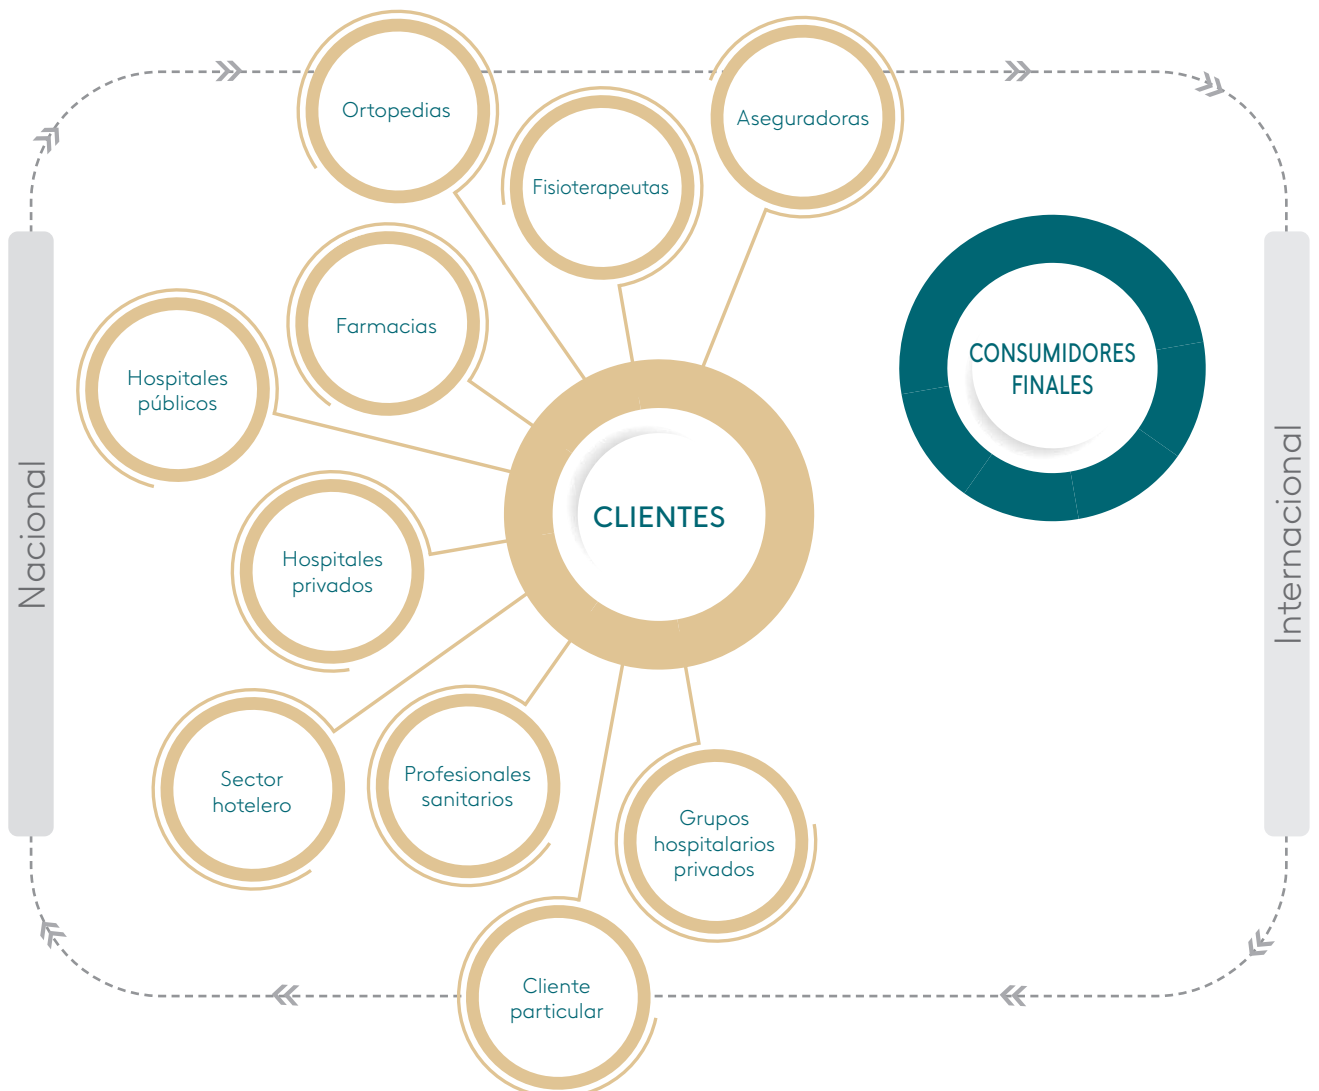 Ortopedias
Aseguradoras
Fisioterapeutas
Farmacias
Hospitales
públicos
Hospitales
privados
Sector
hotelero
Profesionales
sanitarios
Grupos
hospitalarios
privados
Cliente
particular
CLIENTES
CONSUMIDORES
FINALES
Nacional
Internacional